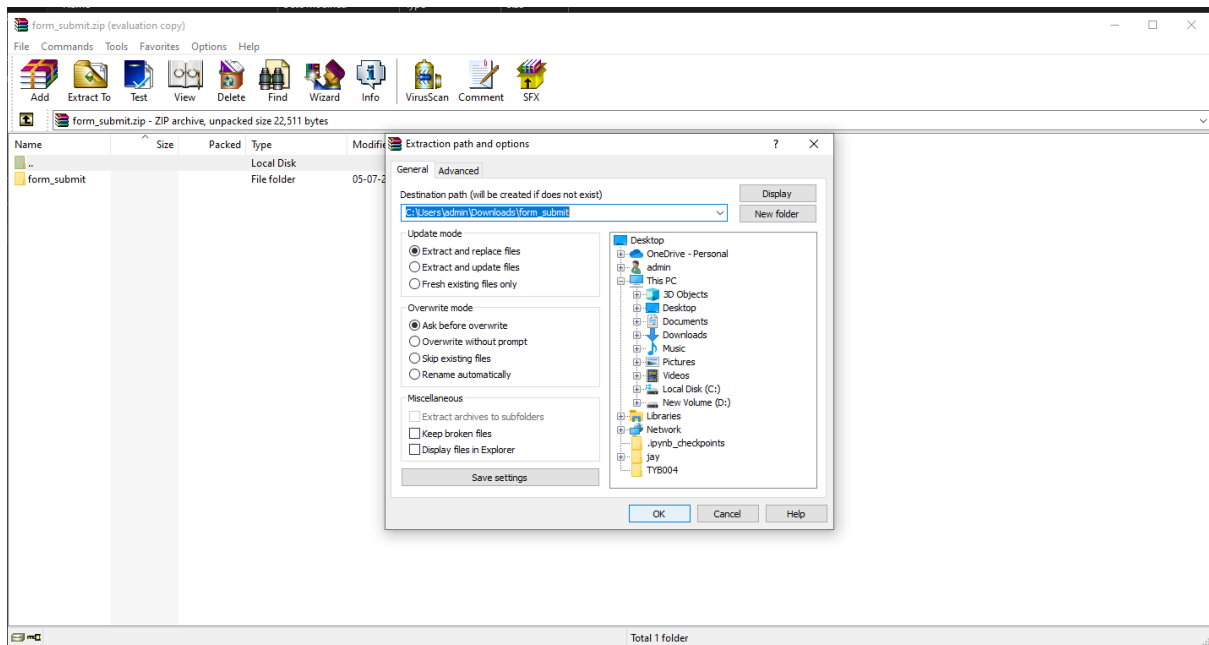 form_submit.zip (evaluation copy)
File Commands Tools Favorites Options Help
Add Extract To Test View Delete Find Wizard Info VirusScan Comment SFX
form_submit.zip - ZIP archive, unpacked size 22,511 bytes
Name Size Packed Type
..
Local Disk
form_submit File folder
Extraction path and options ? X
General Advanced
Destination path (will be created if does not exist)
Display
C:\Users\admin\Downloads\form_submit
New folder
Update mode
Extract and replace files
Extract and update files
Fresh existing files only
Overwrite mode
Ask before overwrite
Overwrite without prompt
Skip existing files
Rename automatically
Miscellaneous
Extract archives to subfolders
Keep broken files
Display files in Explorer
Save settings
Desktop
OneDrive - Personal
admin
This PC
3D Objects
Desktop
Documents
Downloads
Music
Pictures
Videos
Local Disk (C:)
New Volume (D:)
Libraries
Network
.ipynb_checkpoints
jay
TYB004
OK Cancel Help
Total 1 folder